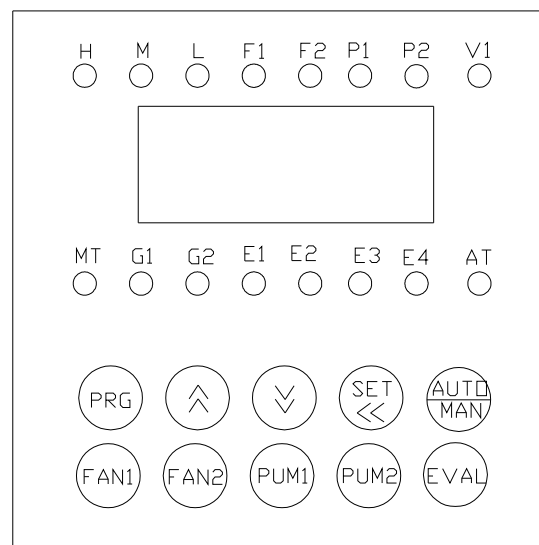 H M L F1 F2 P1 P2 V1
MT G1 G2 E1 E2 E3 E4 AT
PRG SET AUTO
MAN
FAN1 FAN2 PUM1 PUM2 EVAL